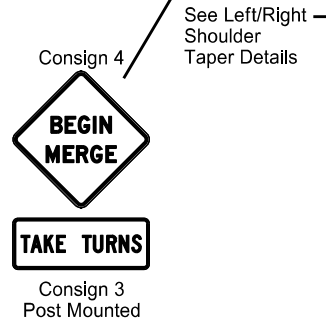 See Left/Right
Shoulder
Taper Details
Consign 4
BEGIN
MERGE
TAKE TURNS
Consign 3
Post Mounted